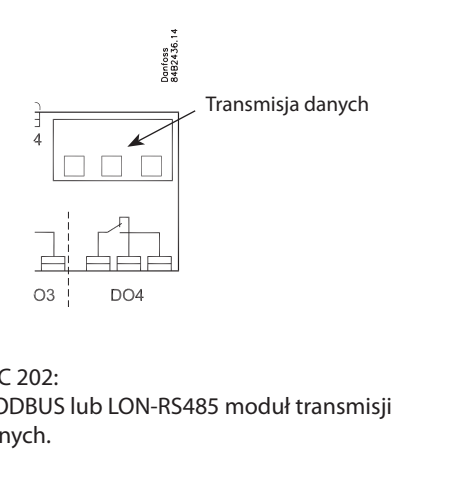 Danfoss
84B2436.14
Transmisja danych
4
O3
DO4
C 202:
ODBUS lub LON-RS485 moduł transmisji
nych.